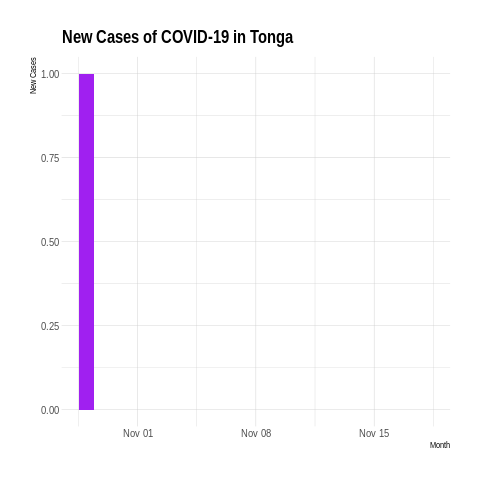 New Cases of COVID-19 in Tonga
New Cases
1.00
0.75
0.50
0.25
0.00
Nov 01 Nov 08 Nov 15
Month